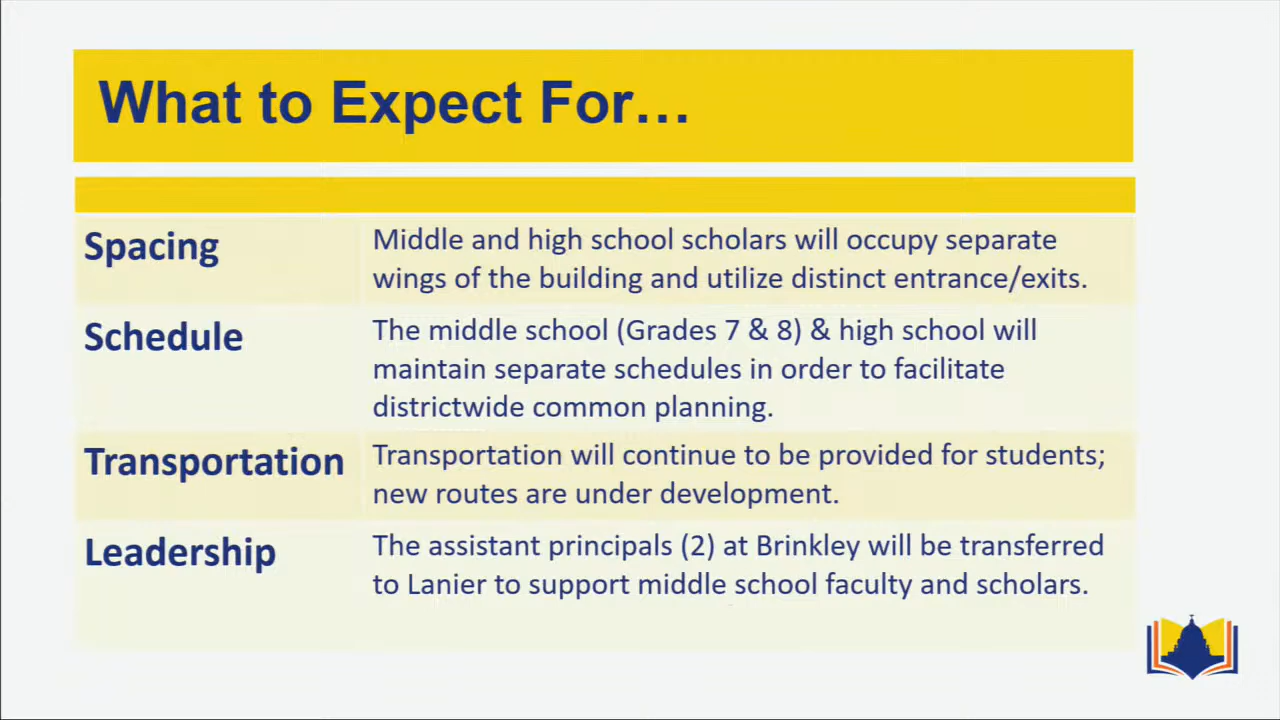 What to Expect For…
Spacing
Middle and high school scholars will occupy separate
wings of the building and utilize distinct entrance/exits.
Schedule
The middle school (Grades 7 & 8) & high school will
maintain separate schedules in order to facilitate
districtwide common planning.
Transportation
Transportation will continue to be provided for students;
new routes are under development.
Leadership
The assistant principals (2) at Brinkley will be transferred
to Lanier to support middle school faculty and scholars.